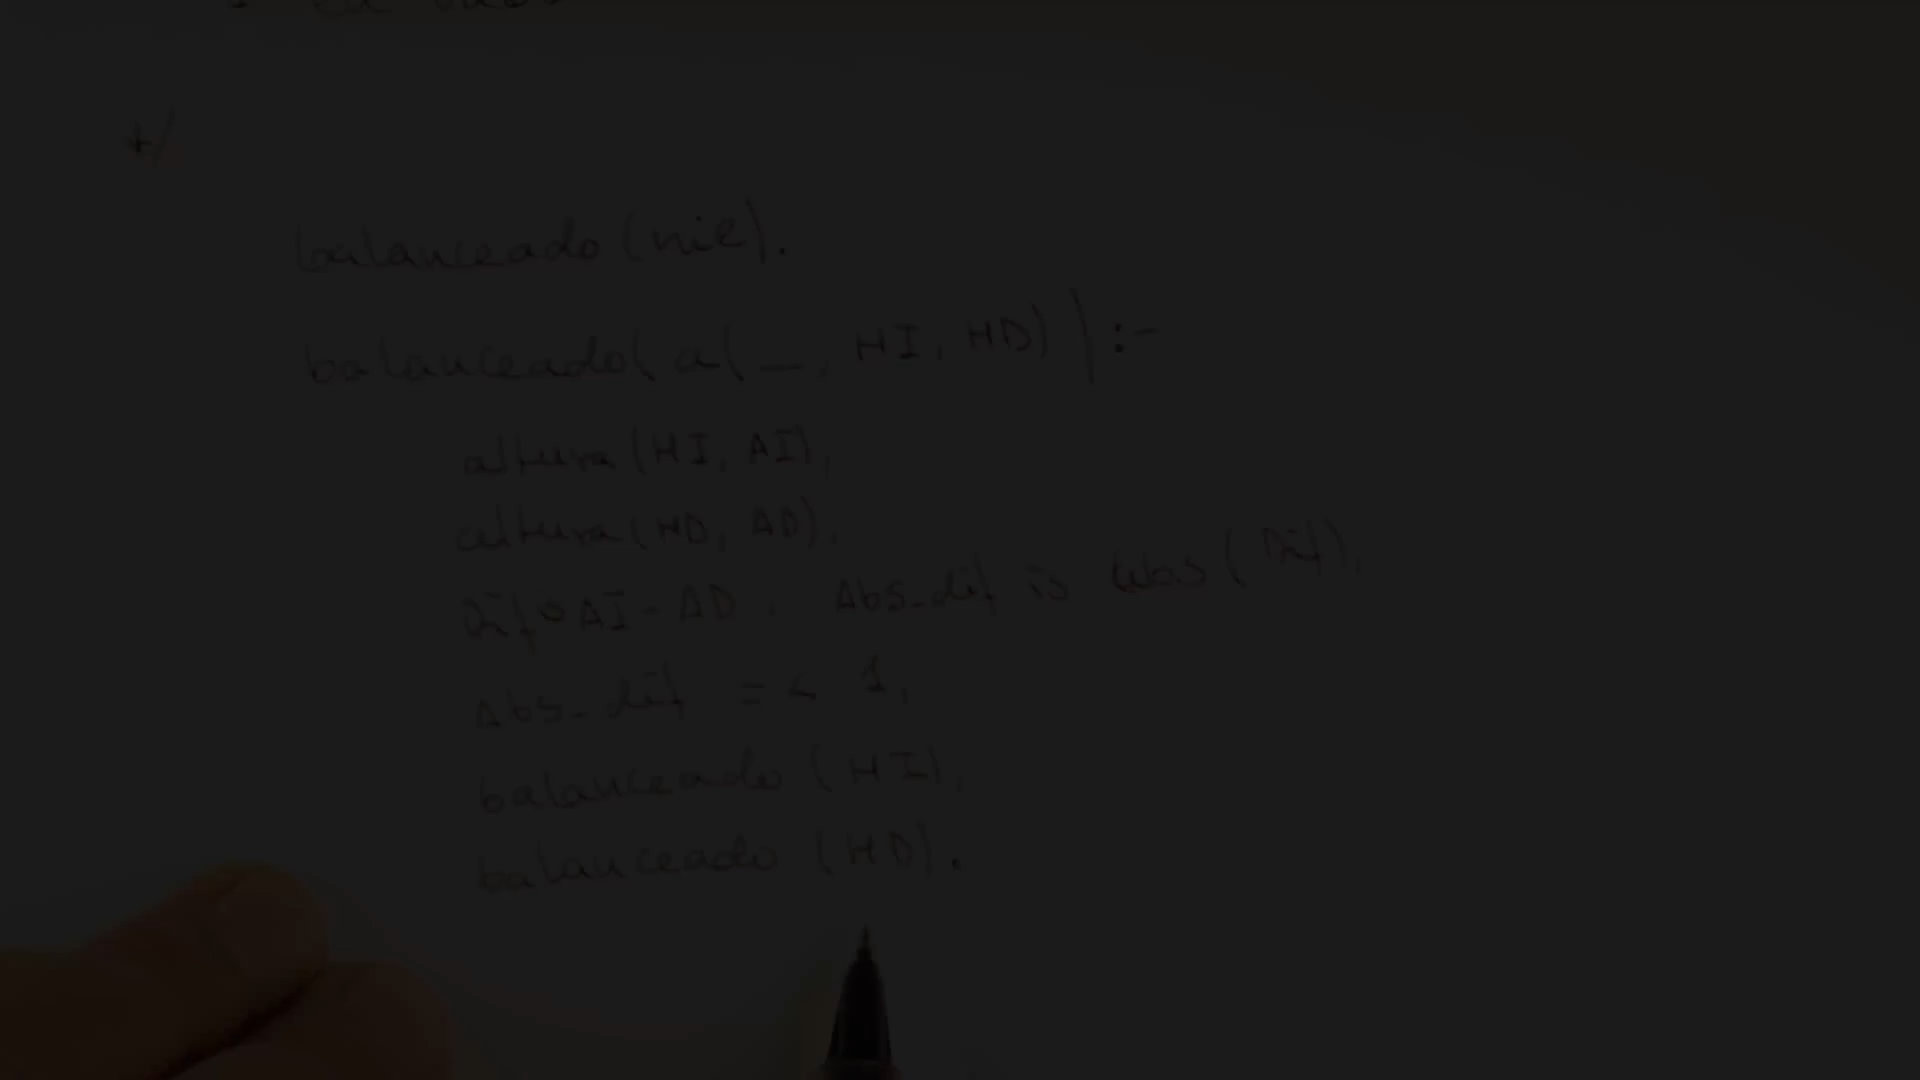 */
balanceado(nil).
balanceado(a(_, HI, HD)):-
altura(HI, AI),
altura(HD, AD),
Dif is AI - AD, Abs_dif is abs(Dif),
Abs_dif =< 1,
balanceado(HI),
balanceado(HD).